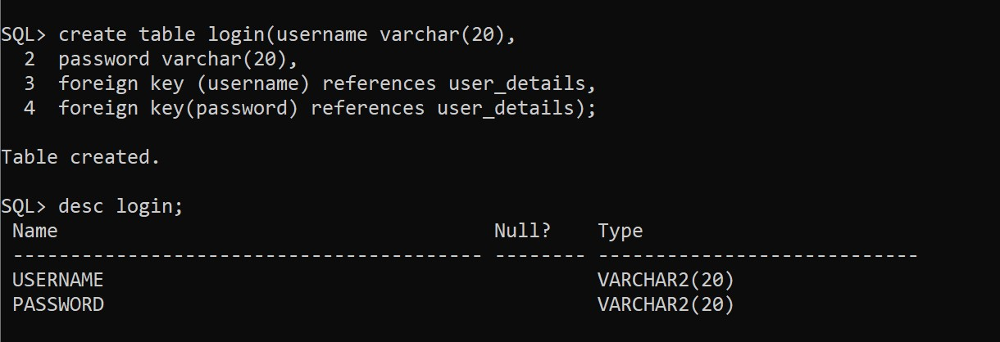 SQL> create table login(username varchar(20),
  2  password varchar(20),
  3  foreign key (username) references user_details,
  4  foreign key(password) references user_details);
Table created.
SQL> desc login;
 Name                                      Null?    Type
 ----------------------------------------- -------- ----------------------------
 USERNAME                                           VARCHAR2(20)
 PASSWORD                                           VARCHAR2(20)